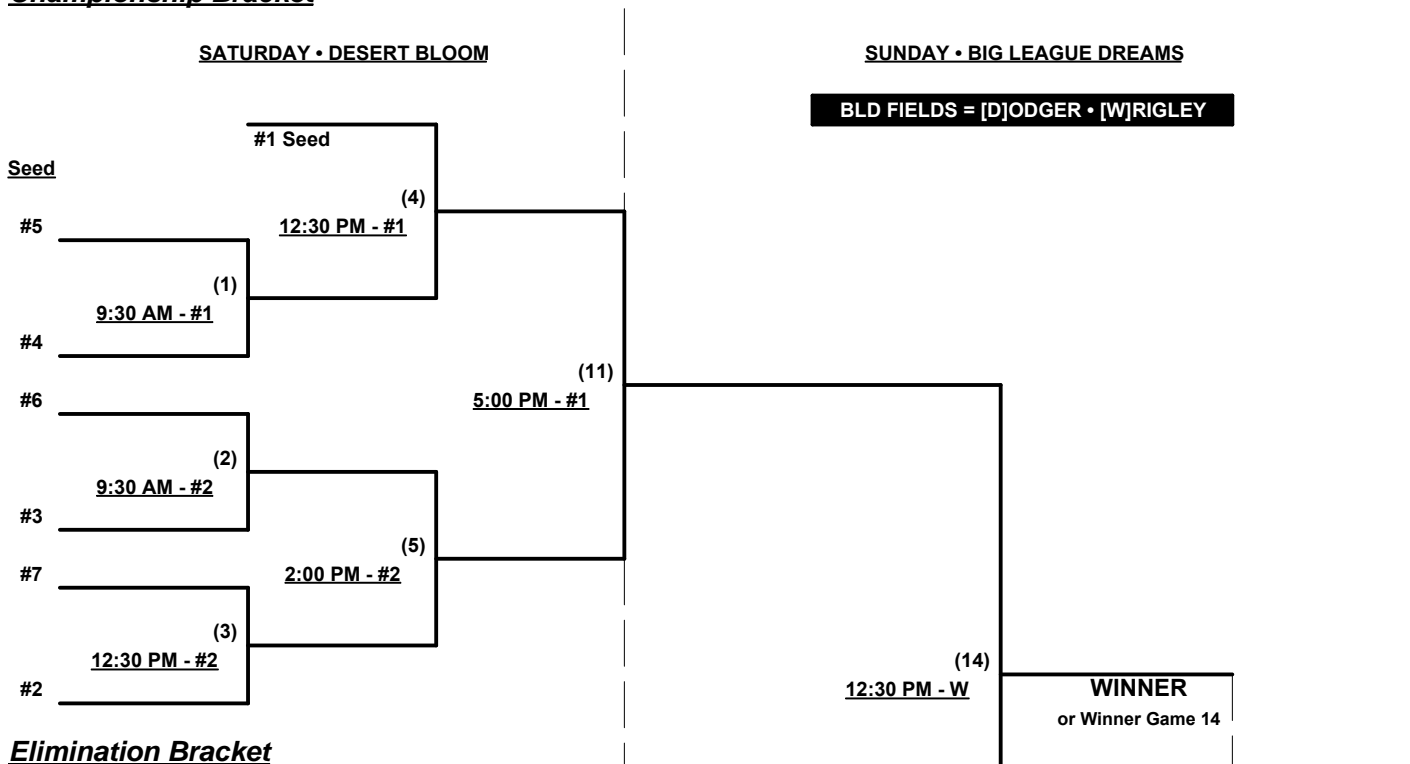 Championship Bracket
SATURDAY • DESERT BLOOM
SUNDAY • BIG LEAGUE DREAMS
BLD FIELDS = [D]ODGER • [W]RIGLEY
#1 Seed
Seed
(4)
12:30 PM - #1
#5
(1)
9:30 AM - #1
#4
(11)
5:00 PM - #1
#6
(2)
9:30 AM - #2
#3
(5)
2:00 PM - #2
#7
(3)
12:30 PM - #2
#2
(14)
12:30 PM - W
WINNER
or Winner Game 14
Elimination Bracket